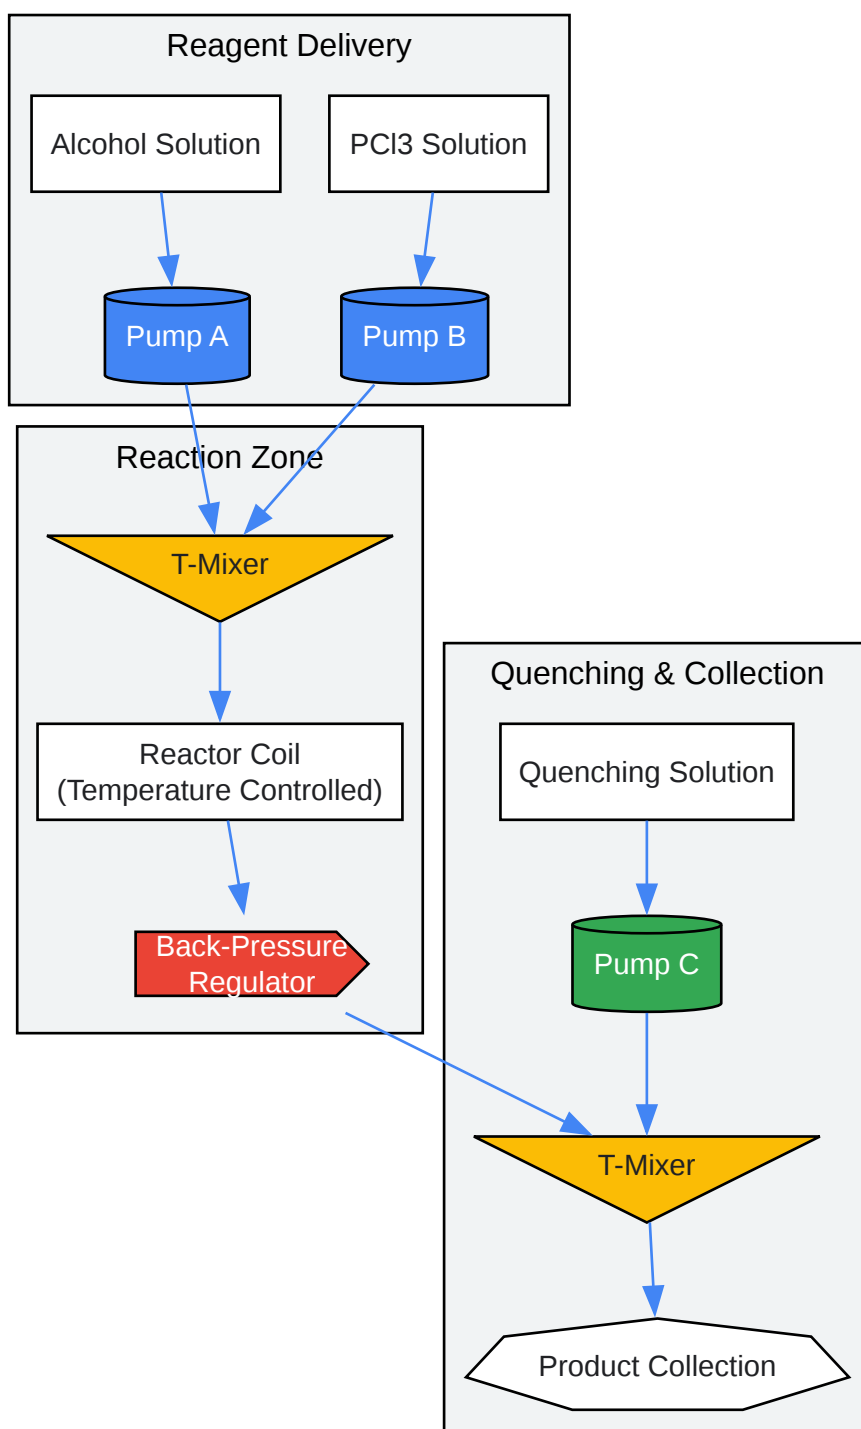 Reagent Delivery
Alcohol Solution
PCl3 Solution
Pump A
Pump B
Reaction Zone
T-Mixer
Reactor Coil
(Temperature Controlled)
Back-Pressure
Regulator
Quenching & Collection
Quenching Solution
Pump C
T-Mixer
Product Collection